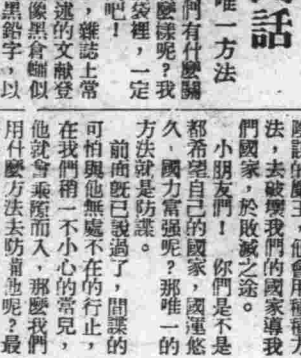 話
唯一方法
們有什麼關
麼樣呢?我
袋裡,一定
吧!
,雜誌上常
述的文献登
像黑倉蠅似
黑鉛字,以
的魔王,他會用種種
法,去破壞我們的國家導我
們國家,於敗滅之途。
小朋友們! 你們是不是
都希望自己的國家,國運悠
久,國力富强呢?那唯一的
方法就是防諜。
前面既已說過了,間諜的
可怕與他無處不在的行止,
在我們稍一不小心的當兒,
他就會乘隙而入,那麼我們
用什麼方法去防備他呢?最